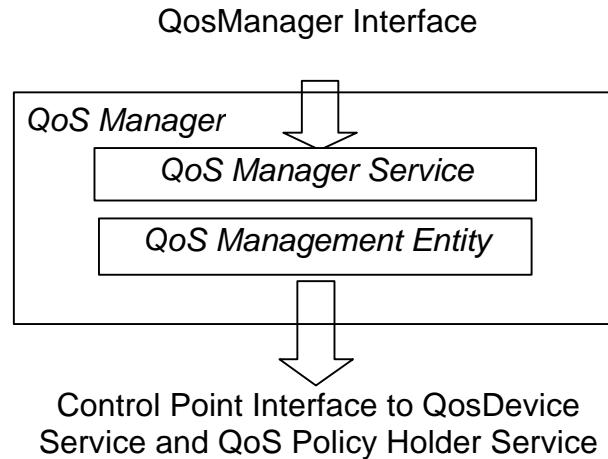 QosManager Interface
QoS Manager
QoS Manager Service
QoS Management Entity
Control Point Interface to QosDevice
Service and QoS Policy Holder Service